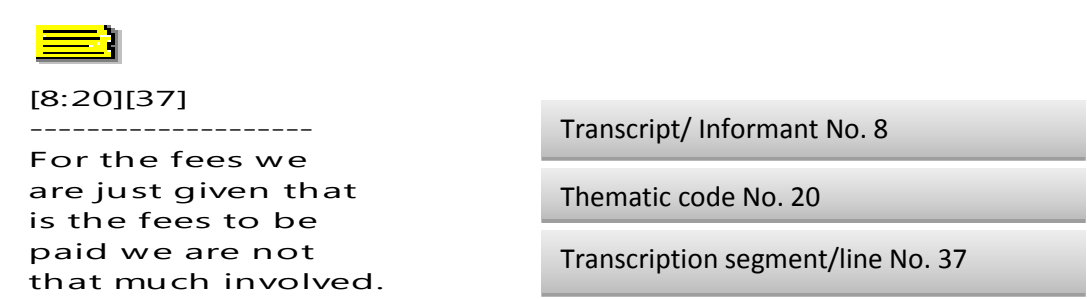 [8:20][37]
--------------------
For the fees we
are just given that
is the fees to be
paid we are not
that much involved.
Transcript/ Informant No. 8
Thematic code No. 20
Transcription segment/line No. 37